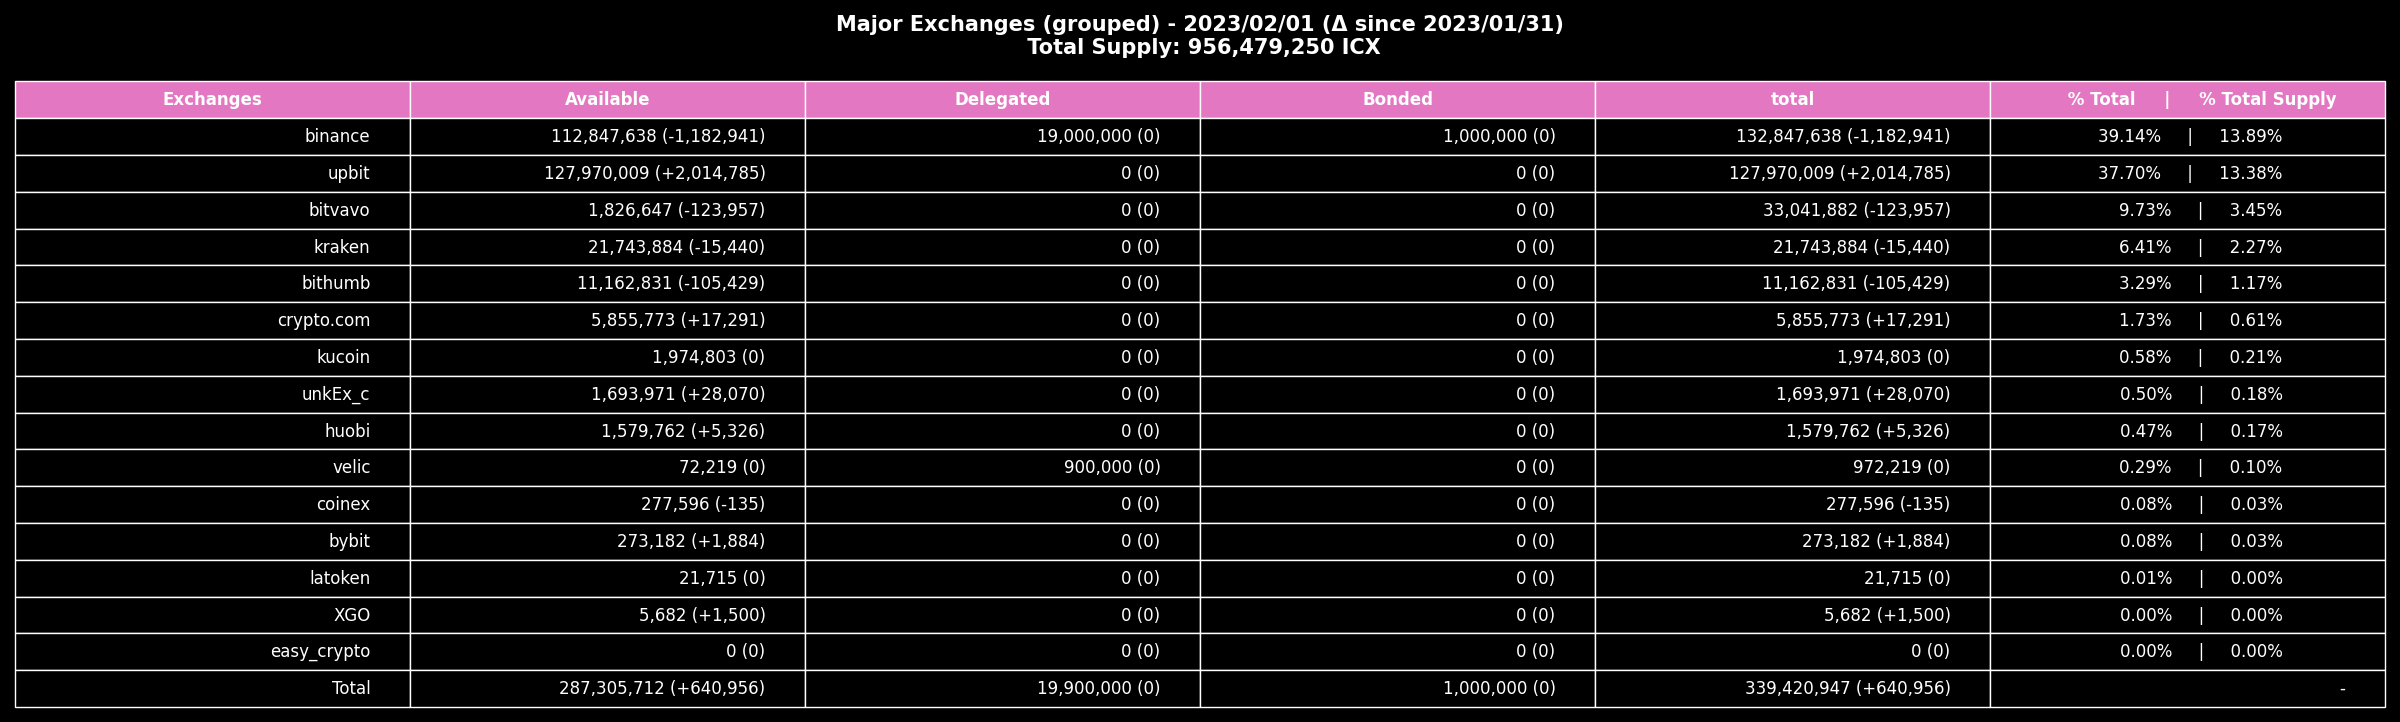 Major Exchanges (grouped) - 2023/02/01 (Δ since 2023/01/31)
Total Supply: 956,479,250 ICX
Exchanges Available Delegated Bonded total % Total | % Total Supply
binance 112,847,638 (-1,182,941) 19,000,000 (0) 1,000,000 (0) 132,847,638 (-1,182,941) 39.14% | 13.89%
upbit 127,970,009 (+2,014,785) 0 (0) 0 (0) 127,970,009 (+2,014,785) 37.70% | 13.38%
bitvavo 1,826,647 (-123,957) 0 (0) 0 (0) 33,041,882 (-123,957) 9.73% | 3.45%
kraken 21,743,884 (-15,440) 0 (0) 0 (0) 21,743,884 (-15,440) 6.41% | 2.27%
bithumb 11,162,831 (-105,429) 0 (0) 0 (0) 11,162,831 (-105,429) 3.29% | 1.17%
crypto.com 5,855,773 (+17,291) 0 (0) 0 (0) 5,855,773 (+17,291) 1.73% | 0.61%
kucoin 1,974,803 (0) 0 (0) 0 (0) 1,974,803 (0) 0.58% | 0.21%
unkEx_c 1,693,971 (+28,070) 0 (0) 0 (0) 1,693,971 (+28,070) 0.50% | 0.18%
huobi 1,579,762 (+5,326) 0 (0) 0 (0) 1,579,762 (+5,326) 0.47% | 0.17%
velic 72,219 (0) 900,000 (0) 0 (0) 972,219 (0) 0.29% | 0.10%
coinex 277,596 (-135) 0 (0) 0 (0) 277,596 (-135) 0.08% | 0.03%
bybit 273,182 (+1,884) 0 (0) 0 (0) 273,182 (+1,884) 0.08% | 0.03%
latoken 21,715 (0) 0 (0) 0 (0) 21,715 (0) 0.01% | 0.00%
XGO 5,682 (+1,500) 0 (0) 0 (0) 5,682 (+1,500) 0.00% | 0.00%
easy_crypto 0 (0) 0 (0) 0 (0) 0 (0) 0.00% | 0.00%
Total 287,305,712 (+640,956) 19,900,000 (0) 1,000,000 (0) 339,420,947 (+640,956) -